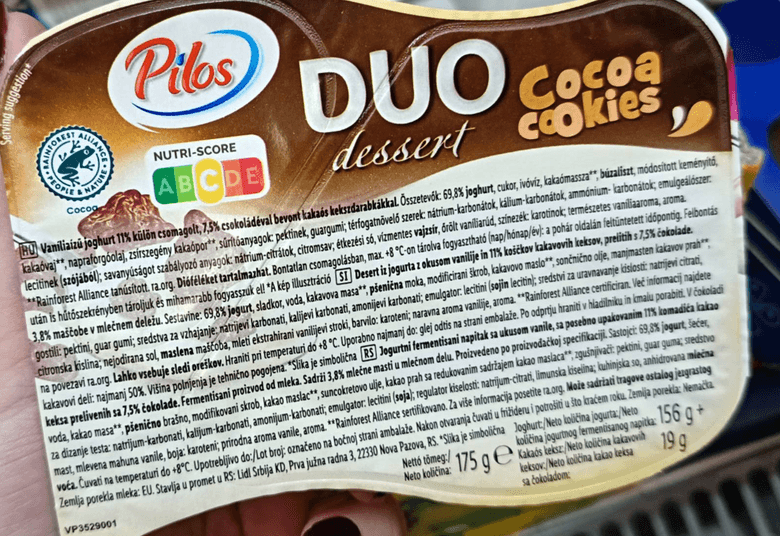 Serving suggestion*
Pilos
DUO
dessert
Cocoa
cookies
RAINFOREST ALLIANCE
PEOPLE & NATURE
Cocoa
NUTRI-SCORE
A B C D E
HU Vaníliaízű joghurt 11% külön csomagolt, 7,5% csokoládéval bevont kakaós kekszdarabkákkal. Összetevők: 69,8% joghurt, cukor, ivóvíz, kakaómassza**, búzaliszt, módosított keményítő,
kakaóvaj**, napraforgóolaj, zsírszegény kakaópor**, sűrítőanyagok: pektinek, guargumi; térfogatnövelő szerek: nátrium-karbonátok, kálium-karbonátok, ammónium- karbonátok; emulgeálószer:
lecitinek (szójából); savanyúságot szabályozó anyagok: nátrium-citrátok, citromsav; étkezési só, vízmentes vajzsír, őrölt vaníliarúd, színezék: karotinok; természetes vaníliaaroma, aroma.
**Rainforest Alliance tanúsított. ra.org. Dióféléket tartalmazhat. Bontatlan csomagolásban, max. +8 °C-on tárolva fogyasztható (nap/hónap/év): a pohár oldalán feltüntetett időpontig. Felbontás
után is hűtőszekrényben tároljuk és mihamarabb fogyasszuk el! *A kép illusztráció SI Desert iz jogurta z okusom vanilije in 11% koščkov kakavovih keksov, prelitih s 7,5% čokolade.
3,8% maščobe v mlečnem deležu. Sestavine: 69,8% jogurt, sladkor, voda, kakavova masa**, pšenična moka, modificirani škrob, kakavovo maslo**, sončnično olje, manjmasten kakavov prah**,
gostili: pektini, guar gumi; sredstva za vzhajanje: natrijevi karbonati, kalijevi karbonati, amonijevi karbonati; emulgator: lecitini (sojin lecitin); sredstvi za uravnavanje kislosti: natrijevi citrati,
citronska kislina; nejodirana sol, maslena maščoba, mleti ekstrahirani vanilijevi stroki, barvilo: karoteni; naravna aroma vanilije, aroma. **Rainforest Alliance certificiran. Več informacij najdete
na povezavi ra.org. Lahko vsebuje sledi oreškov. Hraniti pri temperaturi do +8 °C. Uporabno najmanj do: glej odtis na strani embalaže. Po odprtju hraniti v hladilniku in kmalu porabiti. V čokoladi
kakavovi deli: najmanj 50%. Višina polnjenja je tehnično pogojena. *Slika je simbolična RS Jogurtni fermentisani napitak sa ukusom vanile, sa posebno upakovanim 11% komadića kakao
keksa prelivenih sa 7,5% čokolade. Fermentisani proizvod od mleka. Sadrži 3,8% mlečne masti u mlečnom delu. Proizvedeno po proizvođačkoj specifikaciji. Sastojci: 69,8% jogurt, šećer,
voda, kakao masa**, pšenično brašno, modifikovani skrob, kakao maslac**, suncokretovo ulje, kakao prah sa redukovanim sadržajem kakao maslaca**, zgušnjivači: pektini, guar guma; sredstvo
za dizanje testa: natrijum-karbonati, kalijum-karbonati, amonijum-karbonati; emulgator: lecitini (soja); regulator kiselosti: natrijum-citrati, limunska kiselina; kuhinjska so, anhidrovana mlečna
mast, mlevena mahuna vanile, boja: karoteni; prirodna aroma vanile, aroma. **Rainforest Alliance sertifikovano. Za više informacija posetite ra.org. Može sadržati tragove ostalog jezgrastog
voća. Čuvati na temperaturi do +8°C. Upotrebljivo do:/Lot broj: označeno na bočnoj strani ambalaže. Nakon otvaranja čuvati u frižideru i potrošiti u što kraćem roku. Zemlja porekla: Nemačka.
Zemlja porekla mleka: EU. Stavlja u promet u RS: Lidl Srbija KD, Prva južna radna 3, 22330 Nova Pazova, RS. *Slika je simbolična
Nettó tömeg:/
Neto količina:
175 g e
Joghurt:/Neto količina jogurta:/Neto
količina jogurtnog fermentisanog napitka:
156 g +
Kakaós keksz:/Neto količina kakavovih
keksov:/Neto količina kakao keksa
sa čokoladom:
19 g
VP3529001